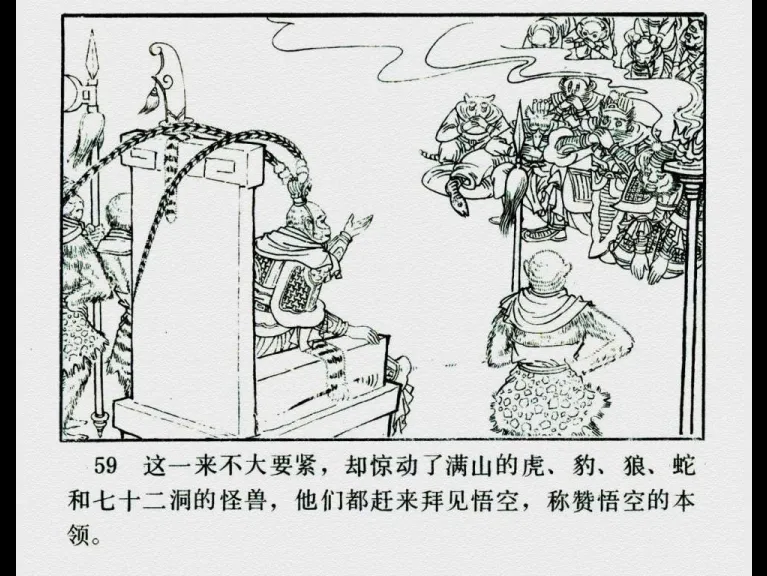 59 这一来不大要紧，却惊动了满山的虎、豹、狼、蛇
和七十二洞的怪兽，他们都赶来拜见悟空，称赞悟空的本
领。